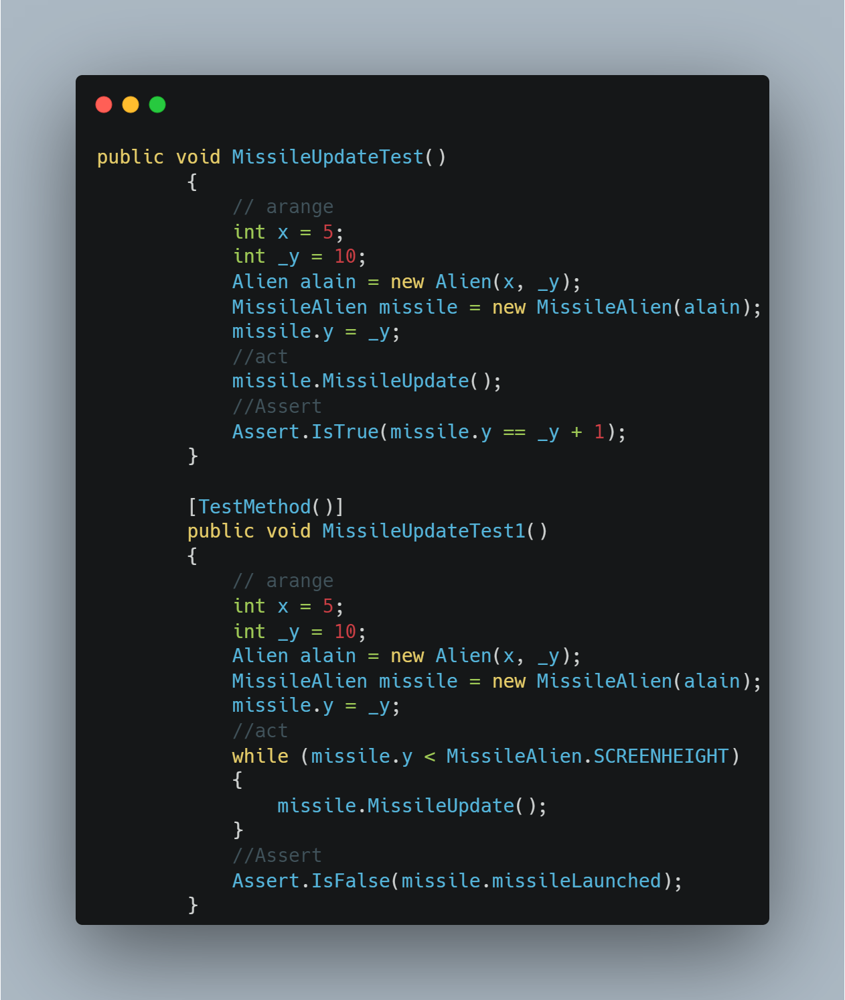 public void MissileUpdateTest()
        {
            // arange
            int x = 5;
            int _y = 10;
            Alien alain = new Alien(x, _y);
            MissileAlien missile = new MissileAlien(alain);
            missile.y = _y;
            //act
            missile.MissileUpdate();
            //Assert
            Assert.IsTrue(missile.y == _y + 1);
        }

        [TestMethod()]
        public void MissileUpdateTest1()
        {
            // arange
            int x = 5;
            int _y = 10;
            Alien alain = new Alien(x, _y);
            MissileAlien missile = new MissileAlien(alain);
            missile.y = _y;
            //act
            while (missile.y < MissileAlien.SCREENHEIGHT)
            {
                missile.MissileUpdate();
            }
            //Assert
            Assert.IsFalse(missile.missileLaunched);
        }